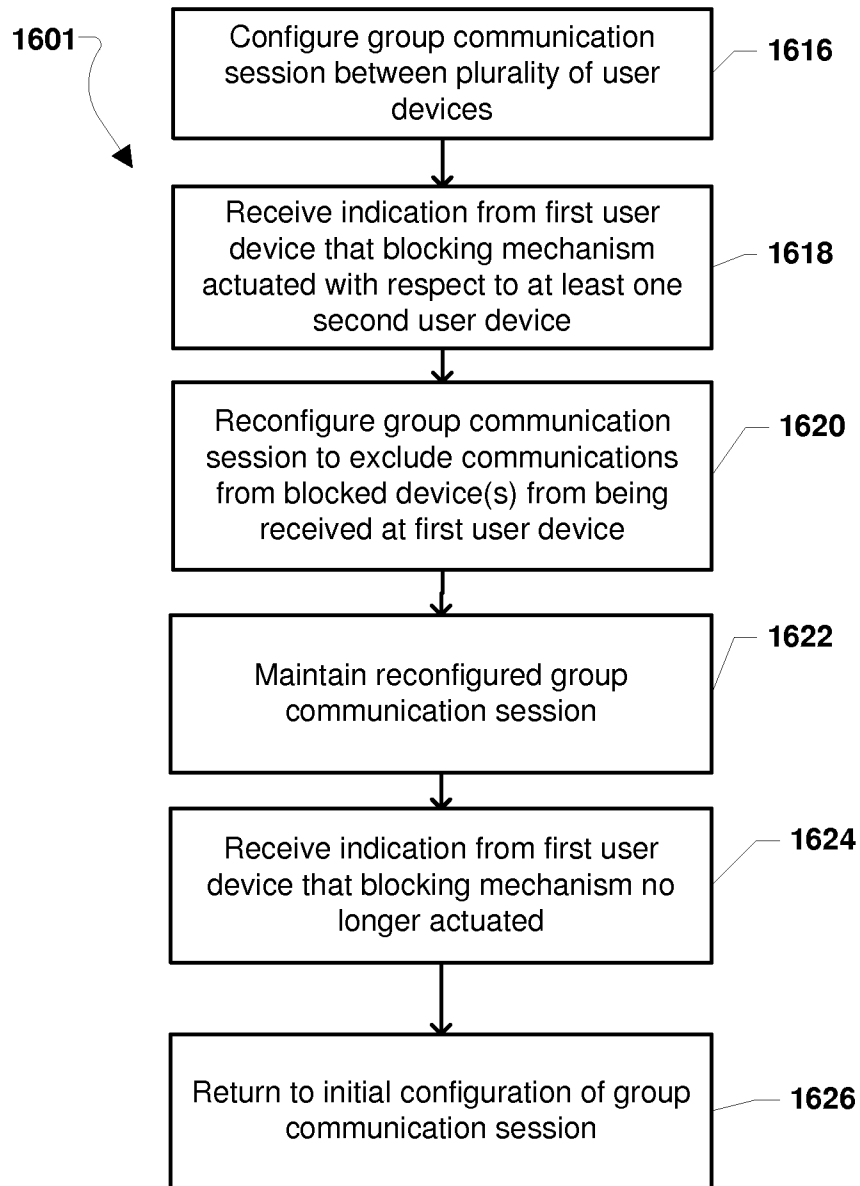 1601
Configure group communication
session between plurality of user
devices
1616
Receive indication from first user
device that blocking mechanism
actuated with respect to at least one
second user device
1618
Reconfigure group communication
session to exclude communications
from blocked device(s) from being
received at first user device
1620
Maintain reconfigured group
communication session
1622
Receive indication from first user
device that blocking mechanism no
longer actuated
1624
Return to initial configuration of group
communication session
1626